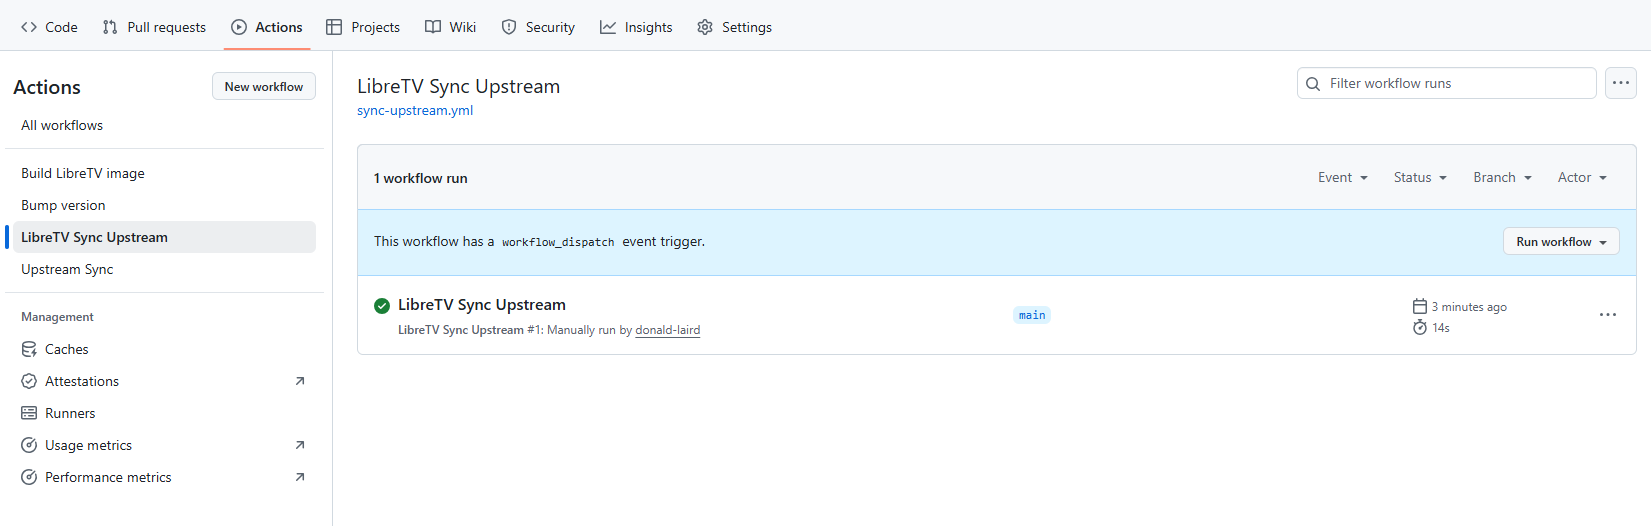 Code Pull requests Actions Projects Wiki Security Insights Settings
Actions
New workflow
All workflows
Build LibreTV image
Bump version
LibreTV Sync Upstream
Upstream Sync
Management
Caches
Attestations
Runners
Usage metrics
Performance metrics
LibreTV Sync Upstream
sync-upstream.yml
Filter workflow runs
1 workflow run
Event Status Branch Actor
This workflow has a workflow_dispatch event trigger.
Run workflow
LibreTV Sync Upstream
LibreTV Sync Upstream #1: Manually run by donald-laird
main
3 minutes ago
14s